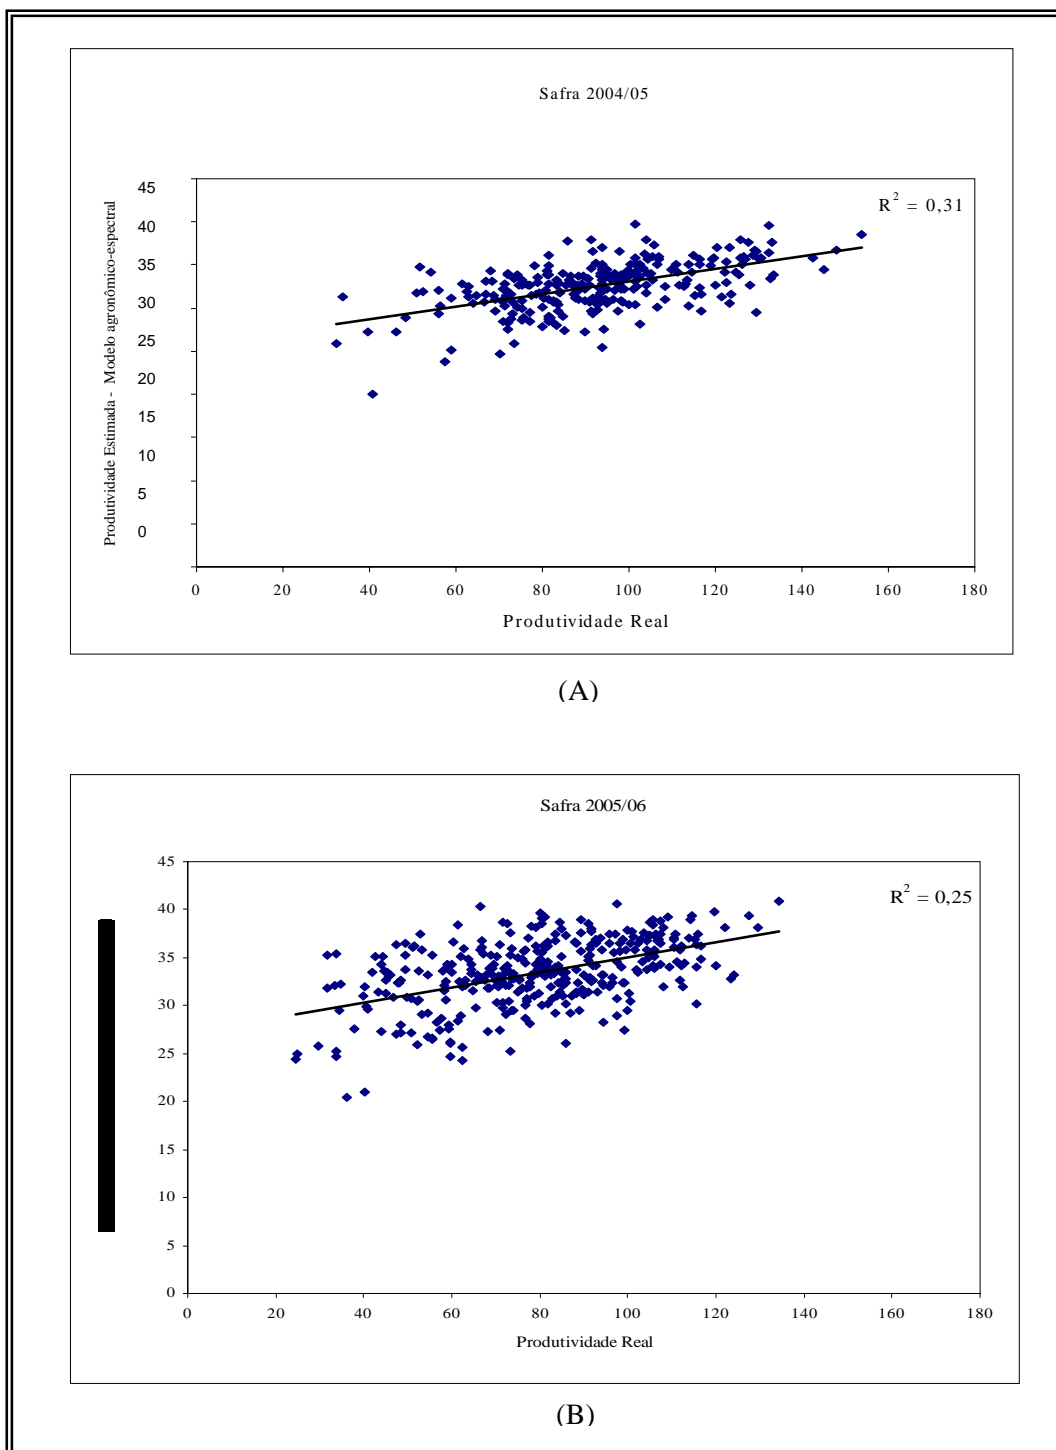 Safra 2004/05
R² = 0,31
Produtividade Estimada - Modelo agronômico-espectral
45
40
35
30
25
20
15
10
5
0
0 20 40 60 80 100 120 140 160 180
Produtividade Real
(A)
Safra 2005/06
R² = 0,25
45
40
35
30
25
20
15
10
5
0
0 20 40 60 80 100 120 140 160 180
Produtividade Real
(B)